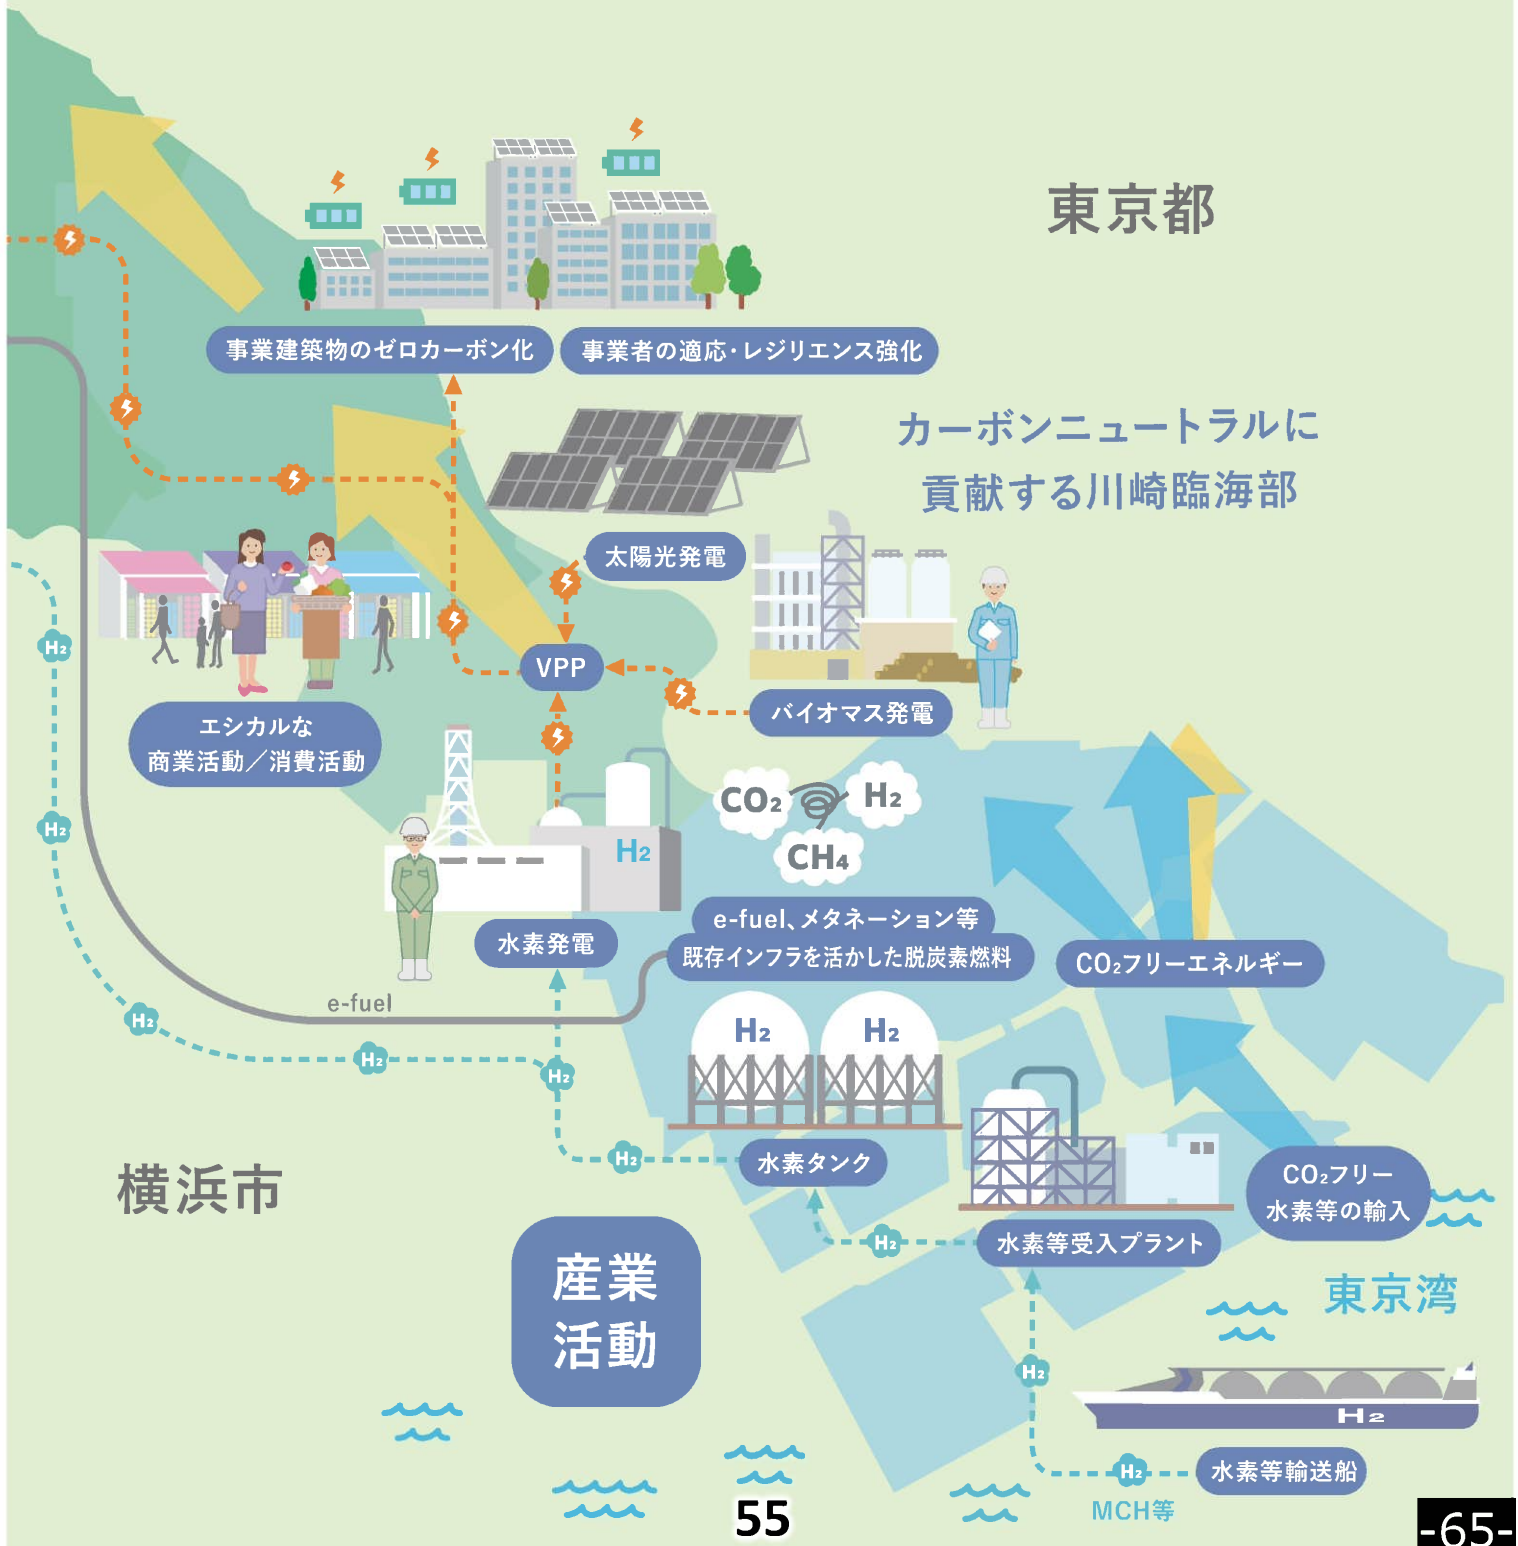 東京都
事業建築物のゼロカーボン化
事業者の適応・レジリエンス強化
カーボンニュートラルに
貢献する川崎臨海部
太陽光発電
VPP
バイオマス発電
H₂
エシカルな
商業活動／消費活動
CO₂
H₂
CH₄
H₂
H₂
水素発電
e-fuel、メタネーション等
既存インフラを活かした脱炭素燃料
CO₂フリーエネルギー
e-fuel
H₂
H₂
H₂
H₂
H₂
H₂
水素タンク
CO₂フリー
水素等の輸入
横浜市
H₂
水素等受入プラント
東京湾
産業
活動
H₂
H₂
水素等輸送船
H₂
MCH等
55
-65-